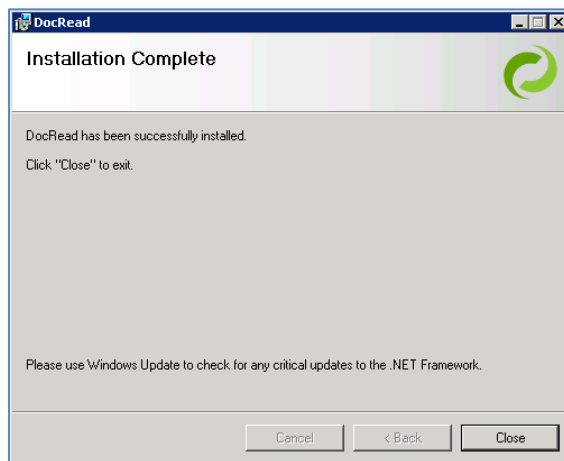 DocRead
Installation Complete
DocRead has been successfully installed.
Click "Close" to exit.
Please use Windows Update to check for any critical updates to the .NET Framework.
Cancel
< Back
Close